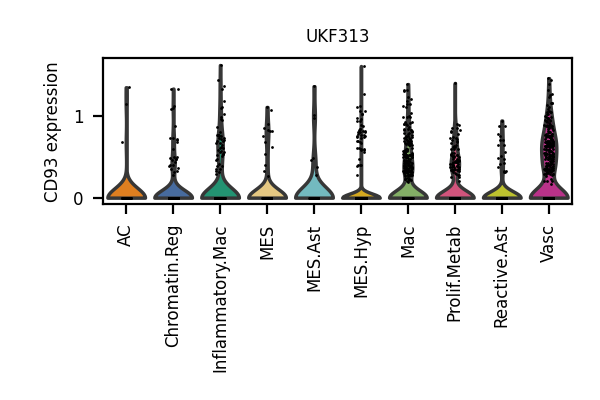 UKF313
CD93 expression
1
0
AC
Chromatin.Reg
Inflammatory.Mac
MES
MES.Ast
MES.Hyp
Mac
Prolif.Metab
Reactive.Ast
Vasc